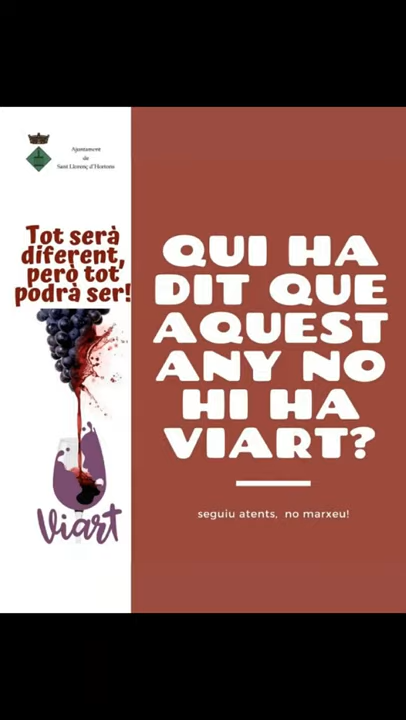 Ajuntament
de
Sant Llorenç d'Hortons
Tot serà
diferent,
però tot
podrà ser!
Viart
QUI HA
DIT QUE
AQUEST
ANY NO
HI HA
VIART?
seguiu atents, no marxeu!